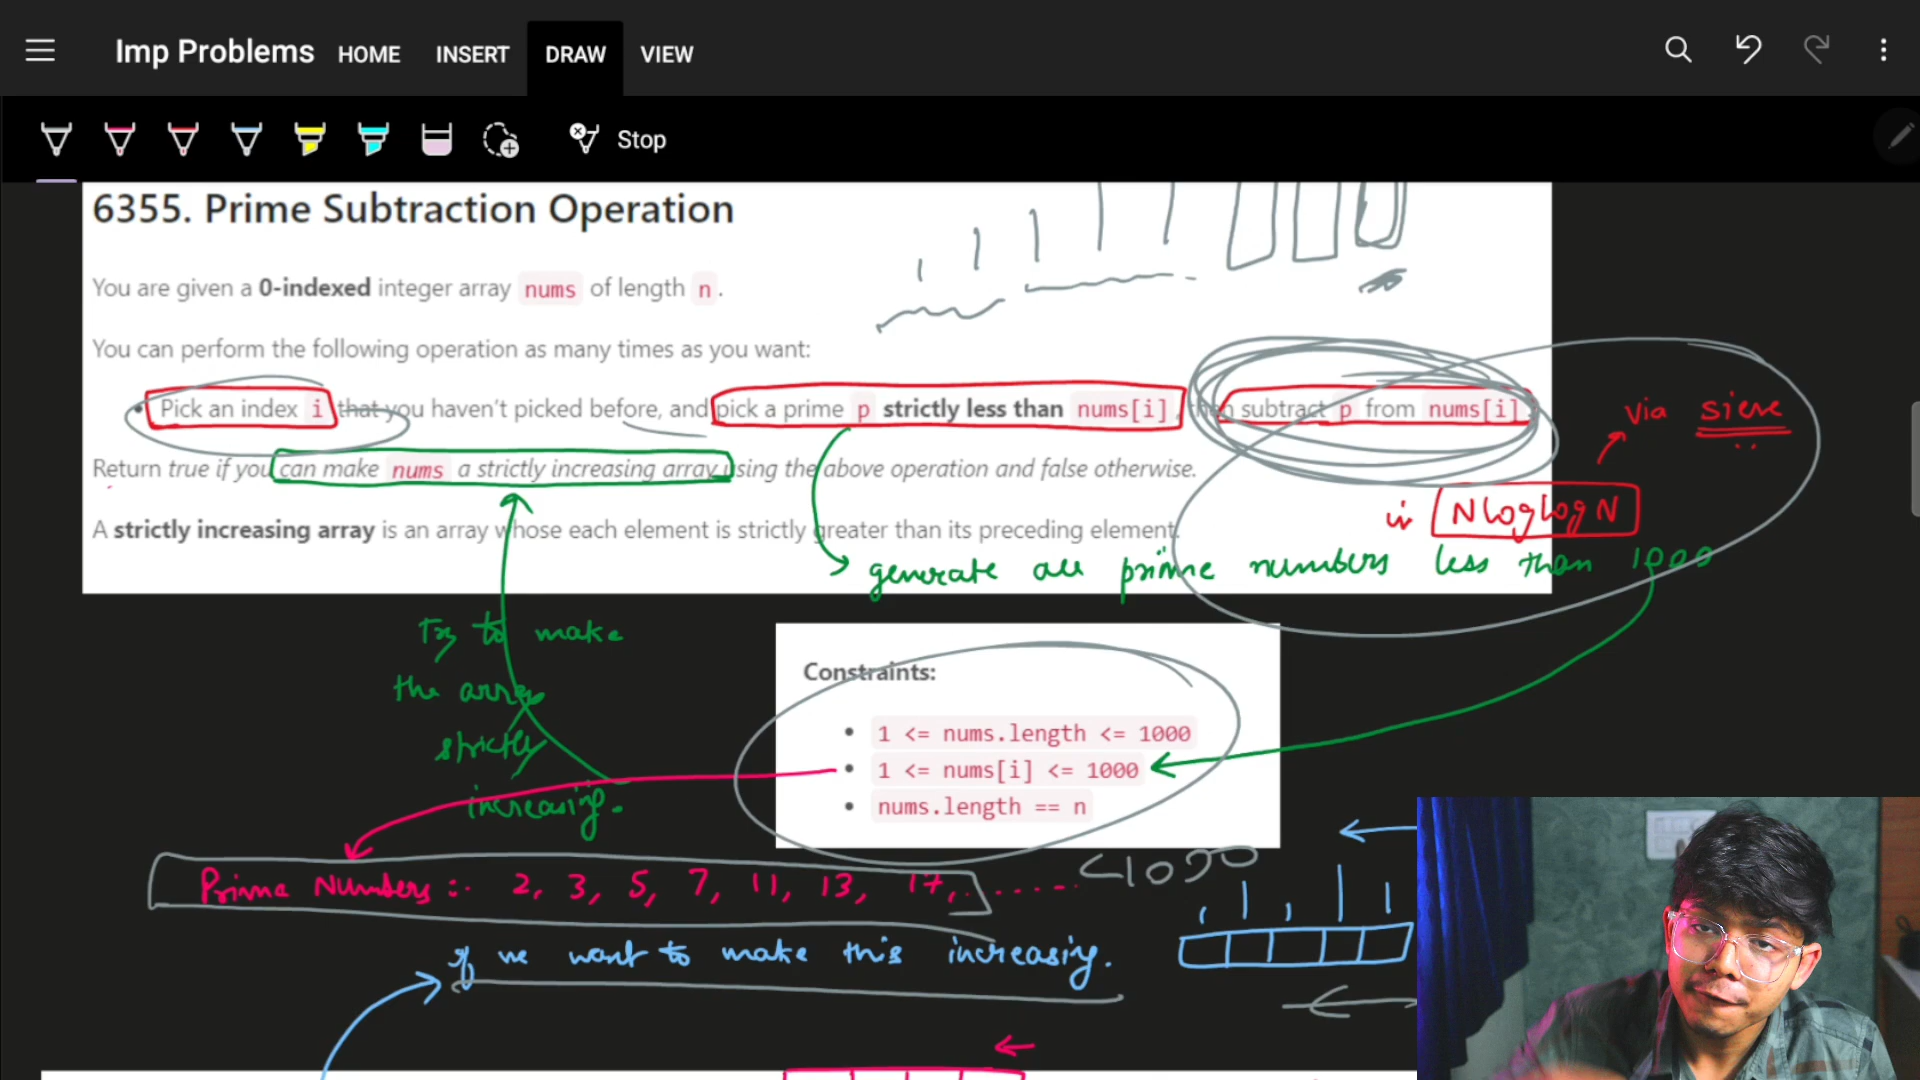 Imp Problems HOME INSERT DRAW VIEW
Stop
6355. Prime Subtraction Operation
You are given a 0-indexed integer array nums of length n.
You can perform the following operation as many times as you want:
• Pick an index i that you haven't picked before, and pick a prime p strictly less than nums[i], then subtract p from nums[i].
via sieve
Return true if you can make nums a strictly increasing array using the above operation and false otherwise.
in N log log N
A strictly increasing array is an array whose each element is strictly greater than its preceding element.
generate all prime numbers less than 1000
Try to make
the array
strictly
increasing.
Constraints:
• 1 <= nums.length <= 1000
• 1 <= nums[i] <= 1000
• nums.length == n
Prime Numbers :- 2, 3, 5, 7, 11, 13, 17, ......
<1000
If we want to make this increasing.